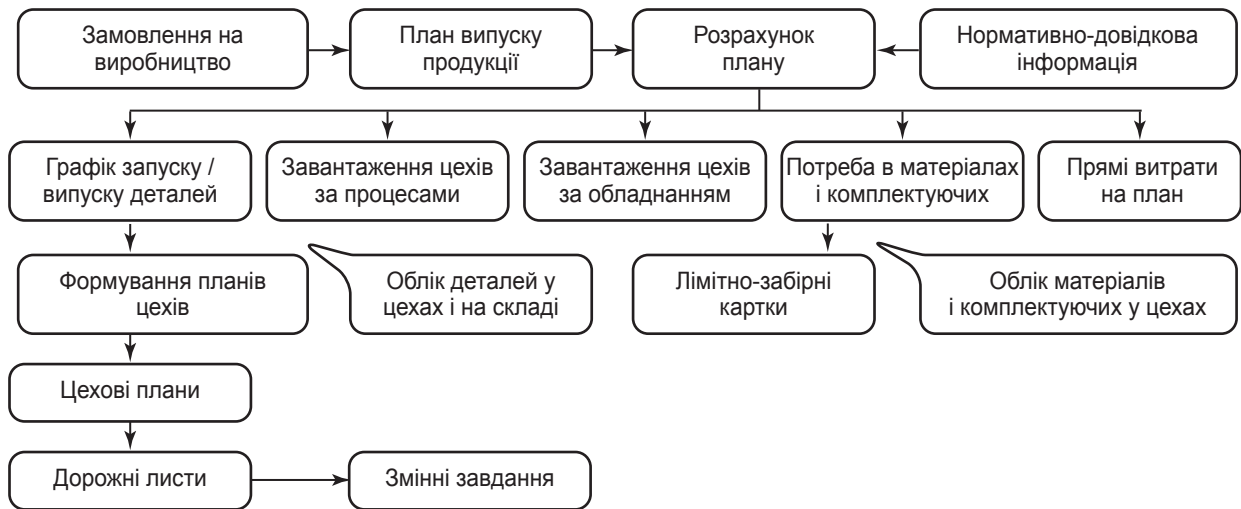 Замовлення на
виробництво
План випуску
продукції
Розрахунок
плану
Нормативно-довідкова
інформація
Графік запуску /
випуску деталей
Завантаження цехів
за процесами
Завантаження цехів
за обладнанням
Потреба в матеріалах
і комплектуючих
Прямі витрати
на план
Формування планів
цехів
Облік деталей у
цехах і на складі
Лімітно-забірні
картки
Облік матеріалів
і комплектуючих у цехах
Цехові плани
Дорожні листи
Змінні завдання